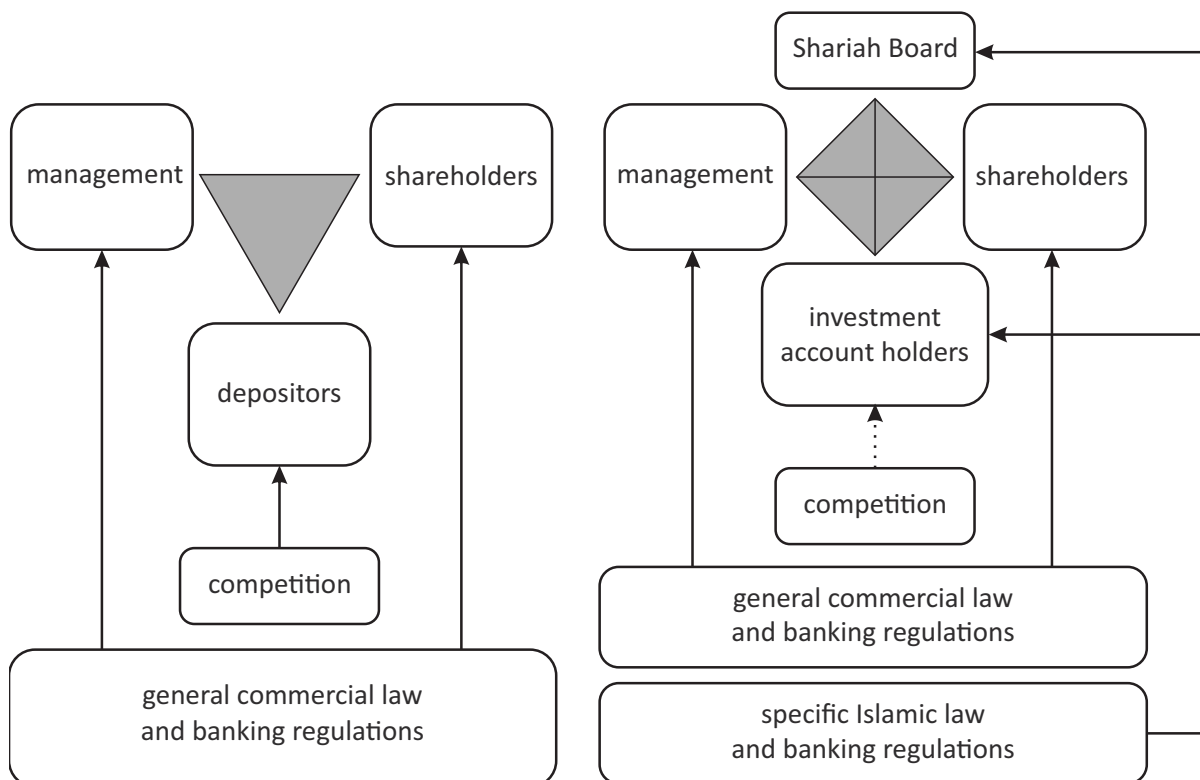 management
shareholders
depositors
competition
general commercial law
and banking regulations
Shariah Board
management
shareholders
investment
account holders
competition
general commercial law
and banking regulations
specific Islamic law
and banking regulations